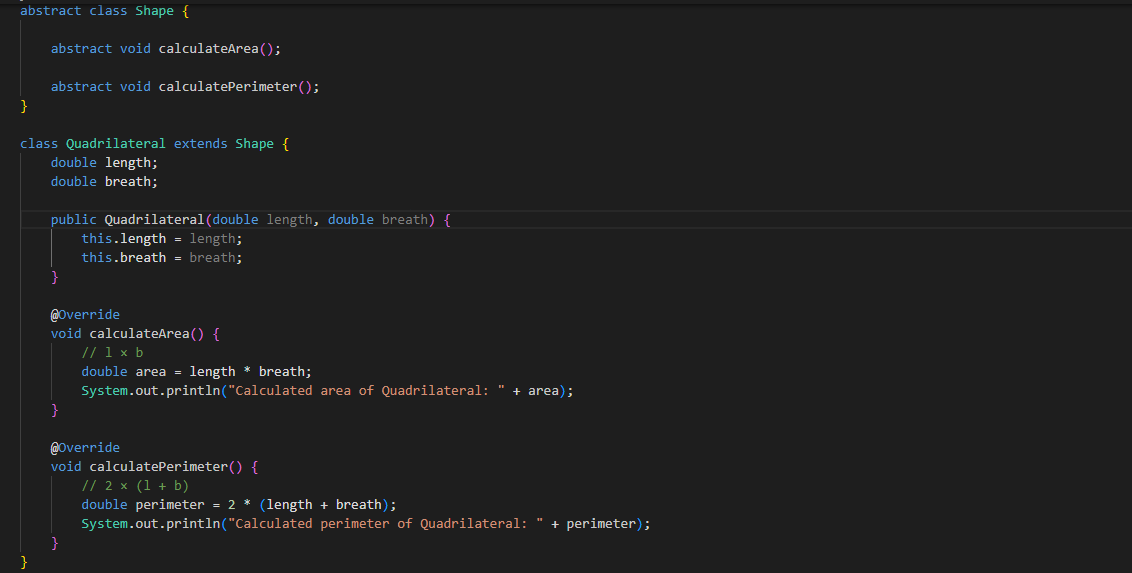 abstract class Shape {
abstract void calculateArea();
abstract void calculatePerimeter();
}
class Quadrilateral extends Shape {
double length;
double breath;
public Quadrilateral(double length, double breath) {
this.length = length;
this.breath = breath;
}
@Override
void calculateArea() {
// l × b
double area = length * breath;
System.out.println("Calculated area of Quadrilateral: " + area);
}
@Override
void calculatePerimeter() {
// 2 × (l + b)
double perimeter = 2 * (length + breath);
System.out.println("Calculated perimeter of Quadrilateral: " + perimeter);
}
}